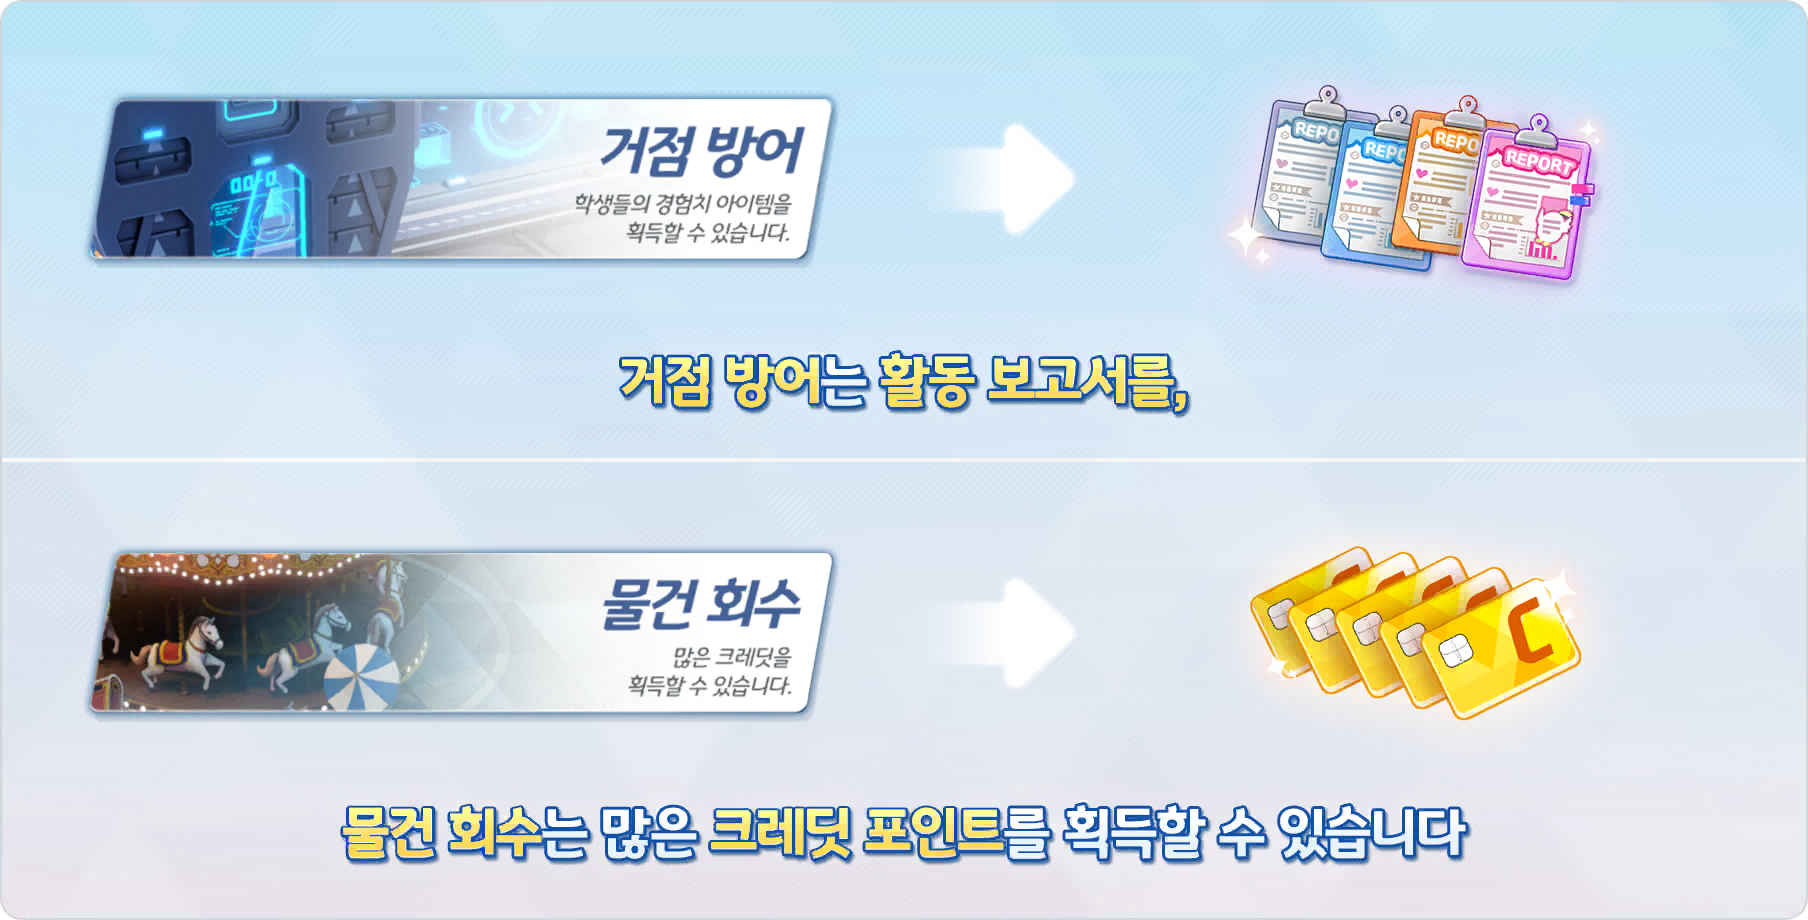 거점 방어
학생들의 경험치 아이템을
획득할 수 있습니다.
REPO
REPO
REPO
REPORT
거점 방어는 활동 보고서를,
물건 회수
많은 크레딧을
획득할 수 있습니다.
C
물건 회수는 많은 크레딧 포인트를 획득할 수 있습니다